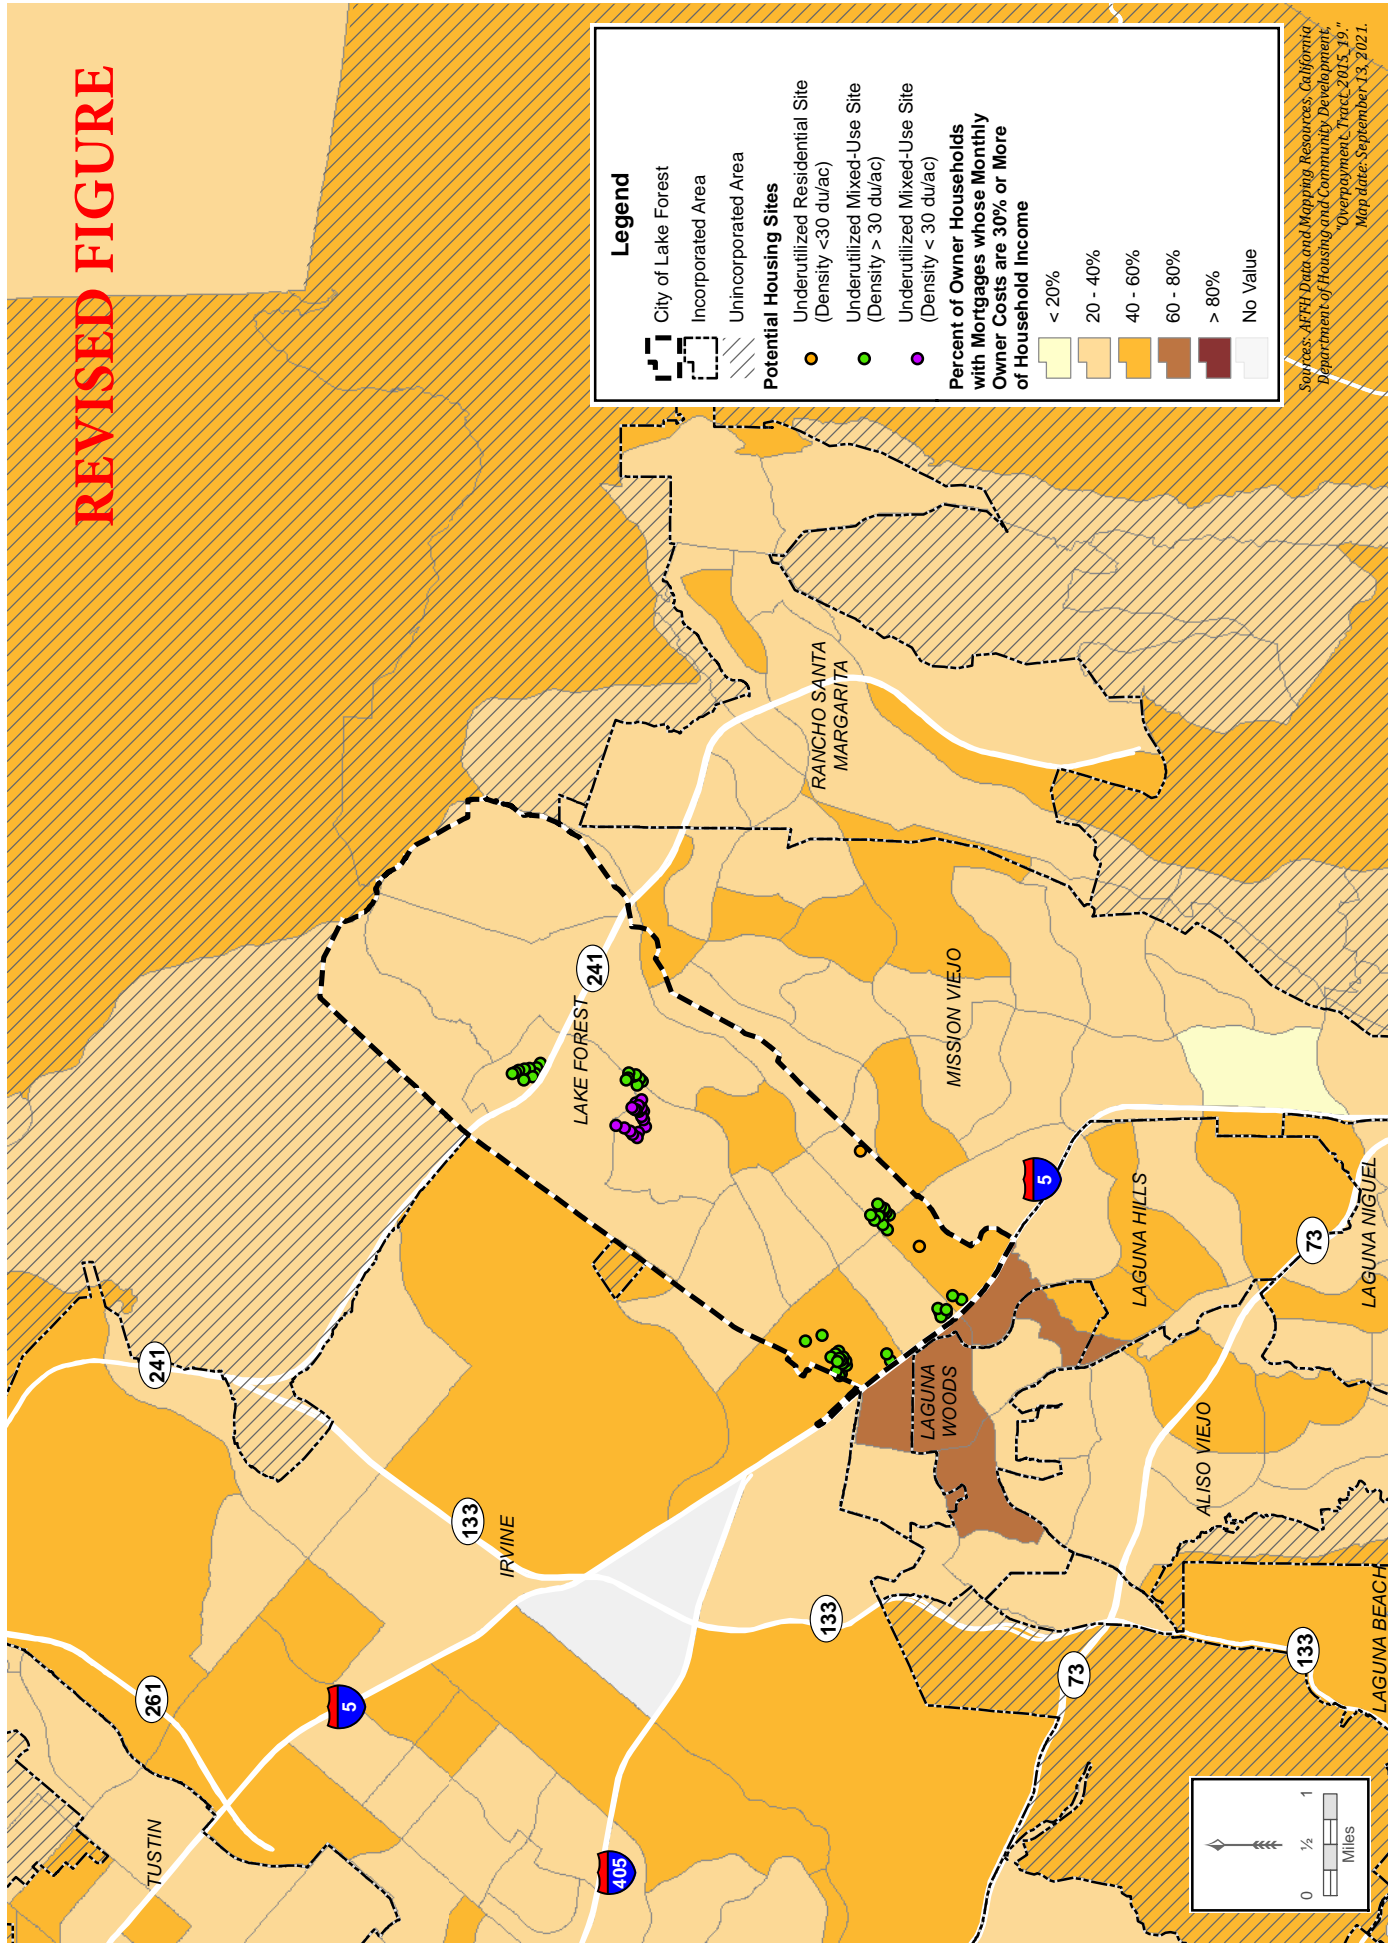 REVISED FIGURE
TUSTIN
261
5
405
241
133
IRVINE
133
73
133
LAGUNA BEACH
LAKE FOREST
241
LAGUNA
WOODS
ALISO VIEJO
5
LAGUNA HILLS
73
LAGUNA NIGUEL
MISSION VIEJO
RANCHO SANTA
MARGARITA
0 ½ 1
Miles
Legend
City of Lake Forest
Incorporated Area
Unincorporated Area
Potential Housing Sites
Underutilized Residential Site
(Density <30 du/ac)
Underutilized Mixed-Use Site
(Density > 30 du/ac)
Underutilized Mixed-Use Site
(Density < 30 du/ac)
Percent of Owner Households
with Mortgages whose Monthly
Owner Costs are 30% or More
of Household Income
< 20%
20 - 40%
40 - 60%
60 - 80%
> 80%
No Value
Sources: AFFH Data and Mapping Resources, California
Department of Housing and Community Development,
"Overpayment_Tract_2015_19."
Map date: September 13, 2021.